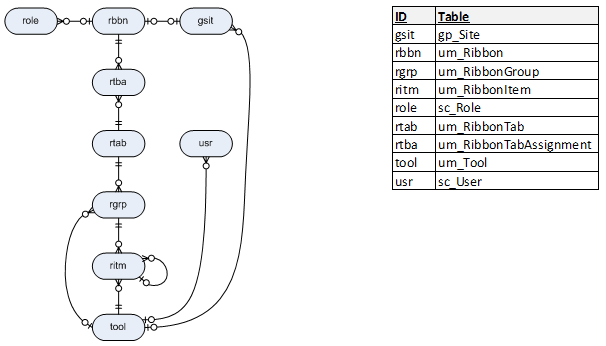 role rbbn gsit
rtba
rtab usr
rgrp
ritm
tool
ID Table
gsit gp_Site
rbbn um_Ribbon
rgrp um_RibbonGroup
ritm um_RibbonItem
role sc_Role
rtab um_RibbonTab
rtba um_RibbonTabAssignment
tool um_Tool
usr sc_User